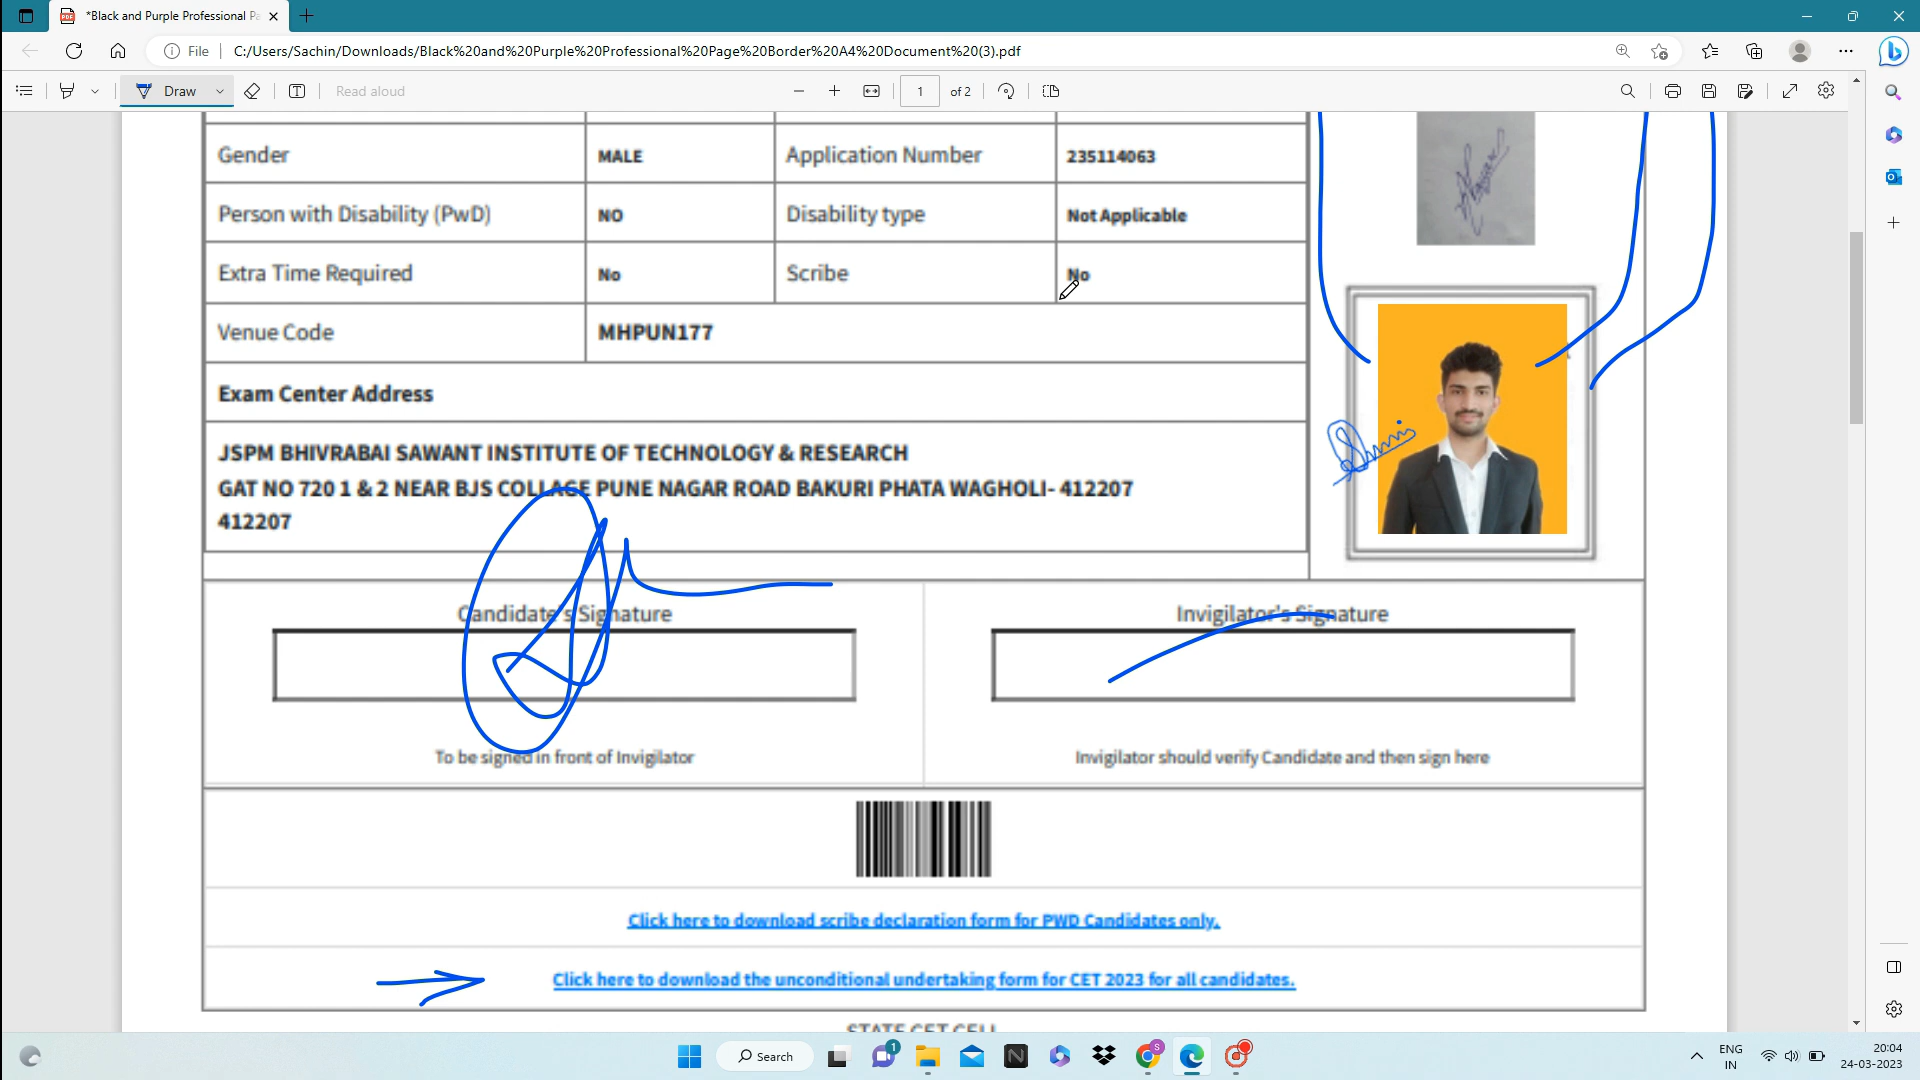 *Black and Purple Professional Pa
File
C:/Users/Sachin/Downloads/Black%20and%20Purple%20Professional%20Page%20Border%20A4%20Document%20(3).pdf
Draw
Read aloud
1 of 2
Gender MALE Application Number 235114063
Person with Disability (PwD) NO Disability type Not Applicable
Extra Time Required No Scribe No
Venue Code MHPUN177
Exam Center Address
JSPM BHIVRABAI SAWANT INSTITUTE OF TECHNOLOGY & RESEARCH
GAT NO 720 1 & 2 NEAR BJS COLLAGE PUNE NAGAR ROAD BAKURI PHATA WAGHOLI- 412207
412207
Candidate's Signature Invigilator's Signature
To be signed in front of Invigilator Invigilator should verify Candidate and then sign here
Click here to download scribe declaration form for PWD Candidates only.
Click here to download the unconditional undertaking form for CET 2023 for all candidates.
STATE CET CELL
Search
1
S
ENG
IN
20:04
24-03-2023